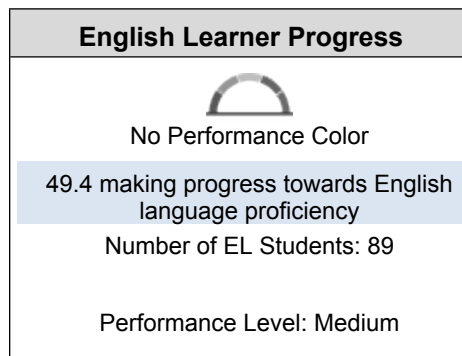 English Learner Progress
No Performance Color
49.4 making progress towards English
language proficiency
Number of EL Students: 89
Performance Level: Medium